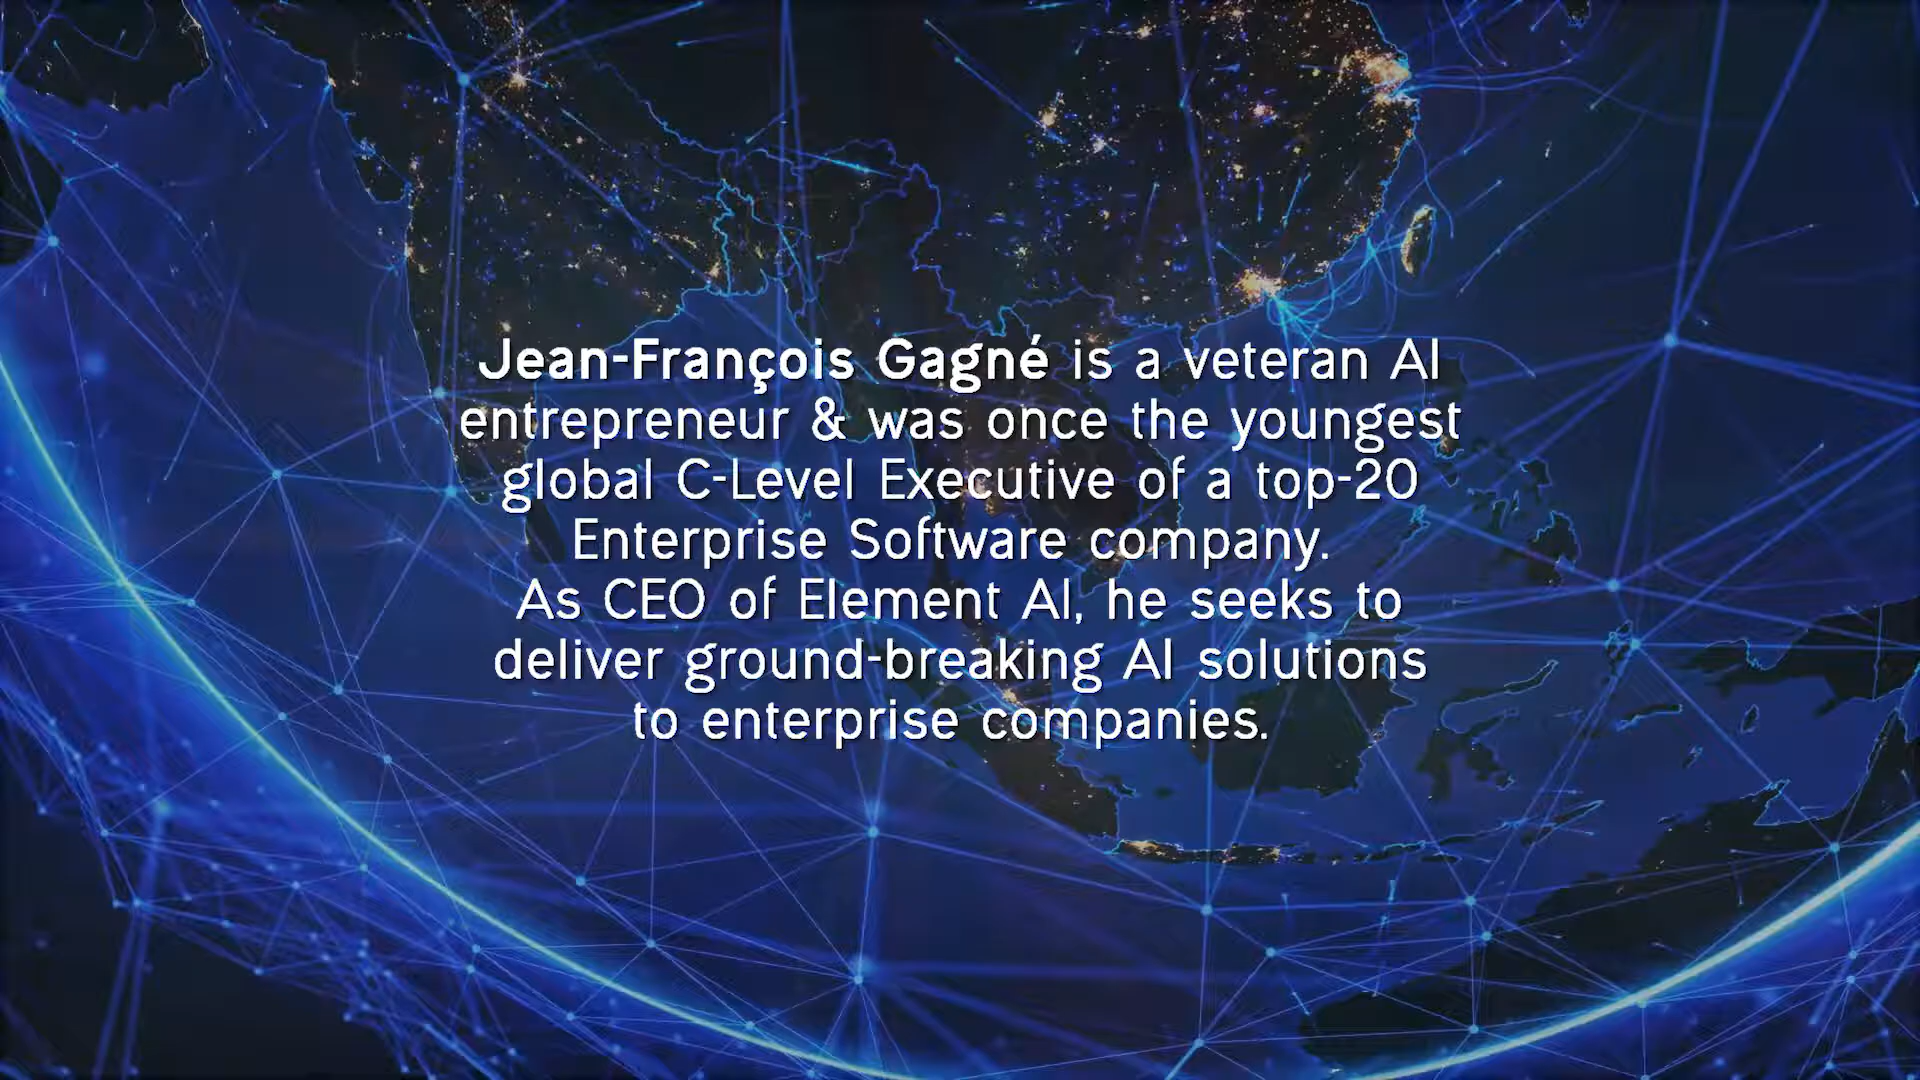 Jean-François Gagné is a veteran AI
entrepreneur & was once the youngest
global C-Level Executive of a top-20
Enterprise Software company.
As CEO of Element AI, he seeks to
deliver ground-breaking AI solutions
to enterprise companies.